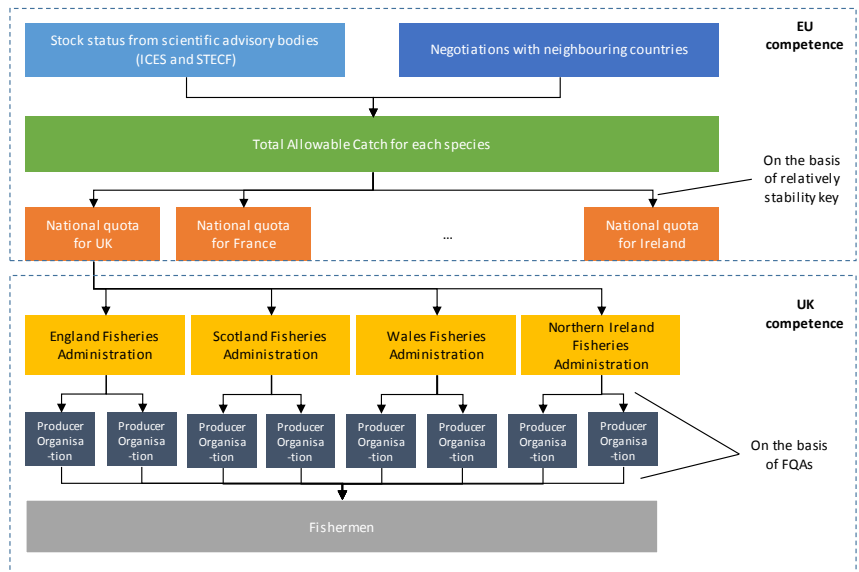 Stock status from scientific advisory bodies
(ICES and STECF)
Negotiations with neighbouring countries
EU
competence
Total Allowable Catch for each species
On the basis
of relatively
stability key
National quota
for UK
National quota
for France
...
National quota
for Ireland
UK
competence
England Fisheries
Administration
Scotland Fisheries
Administration
Wales Fisheries
Administration
Northern Ireland
Fisheries
Administration
Producer
Organisa
-tion
Producer
Organisa
-tion
Producer
Organisa
-tion
Producer
Organisa
-tion
Producer
Organisa
-tion
Producer
Organisa
-tion
Producer
Organisa
-tion
Producer
Organisa
-tion
On the basis
of FQAs
Fishermen